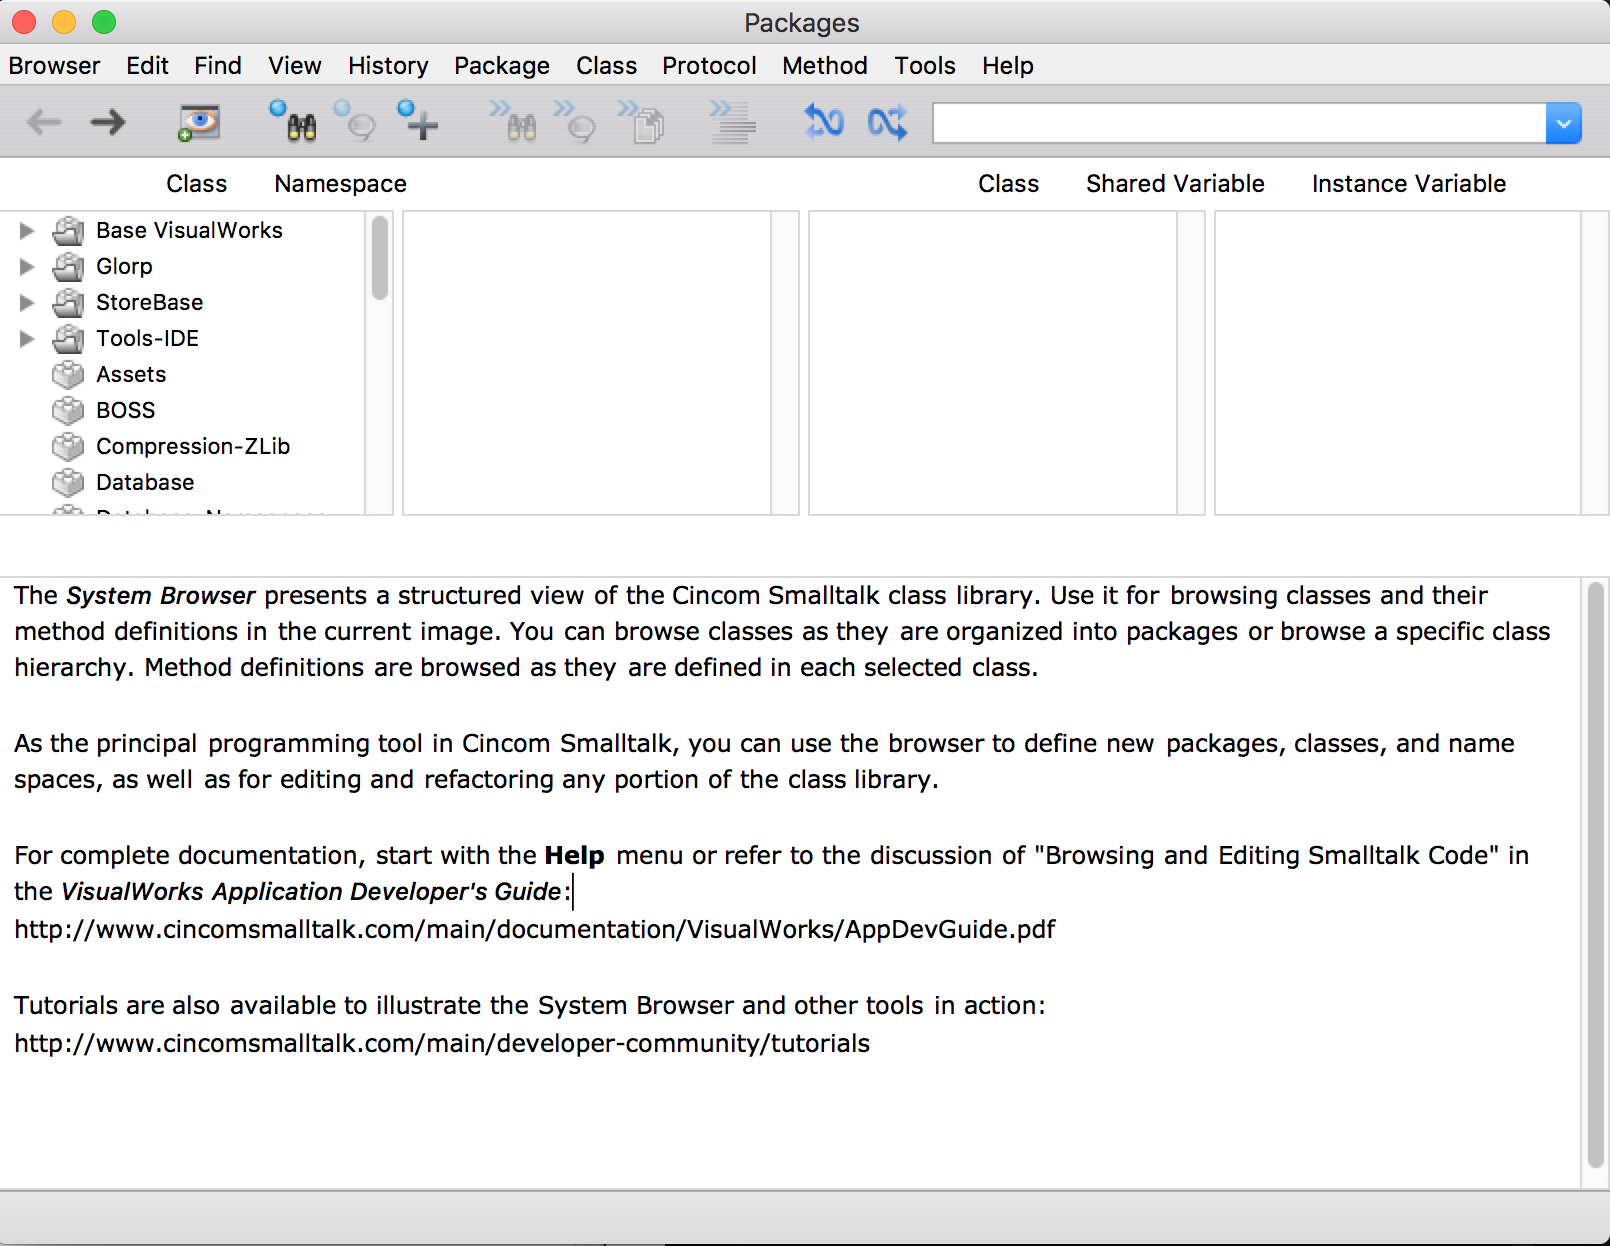 Packages
Browser Edit Find View History Package Class Protocol Method Tools Help
Class Namespace Class Shared Variable Instance Variable
Base VisualWorks
Glorp
StoreBase
Tools-IDE
Assets
BOSS
Compression-ZLib
Database
The System Browser presents a structured view of the Cincom Smalltalk class library. Use it for browsing classes and their
method definitions in the current image. You can browse classes as they are organized into packages or browse a specific class
hierarchy. Method definitions are browsed as they are defined in each selected class.
As the principal programming tool in Cincom Smalltalk, you can use the browser to define new packages, classes, and name
spaces, as well as for editing and refactoring any portion of the class library.
For complete documentation, start with the Help menu or refer to the discussion of "Browsing and Editing Smalltalk Code" in
the VisualWorks Application Developer's Guide:
http://www.cincomsmalltalk.com/main/documentation/VisualWorks/AppDevGuide.pdf
Tutorials are also available to illustrate the System Browser and other tools in action:
http://www.cincomsmalltalk.com/main/developer-community/tutorials